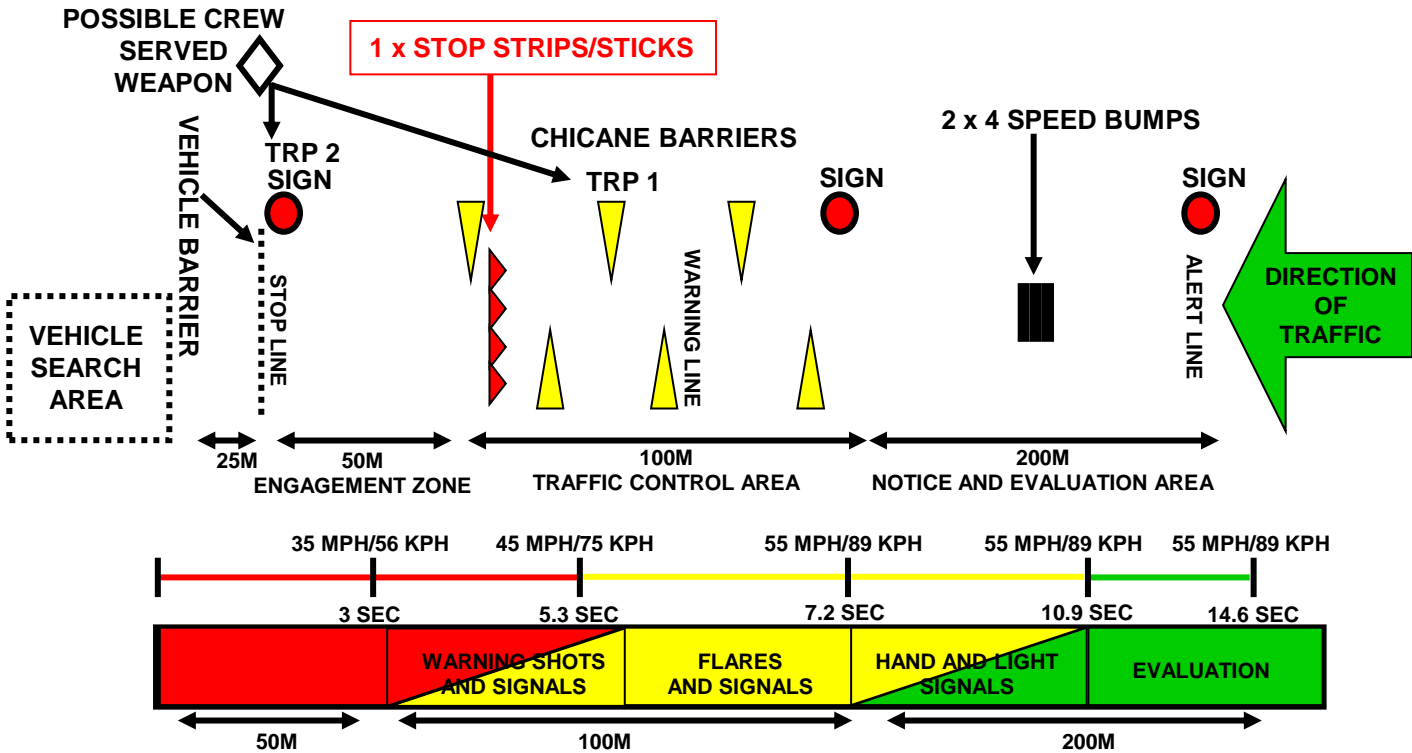 POSSIBLE CREW
SERVED
WEAPON
1 x STOP STRIPS/STICKS
2 x 4 SPEED BUMPS
CHICANE BARRIERS
TRP 2
SIGN
TRP 1
SIGN
SIGN
VEHICLE BARRIER
STOP LINE
WARNING LINE
ALERT LINE
DIRECTION
OF
TRAFFIC
VEHICLE
SEARCH
AREA
25M
50M
ENGAGEMENT ZONE
100M
TRAFFIC CONTROL AREA
200M
NOTICE AND EVALUATION AREA
35 MPH/56 KPH
45 MPH/75 KPH
55 MPH/89 KPH
55 MPH/89 KPH
55 MPH/89 KPH
3 SEC
5.3 SEC
7.2 SEC
10.9 SEC
14.6 SEC
WARNING SHOTS
AND SIGNALS
FLARES
AND SIGNALS
HAND AND LIGHT
SIGNALS
EVALUATION
50M
100M
200M